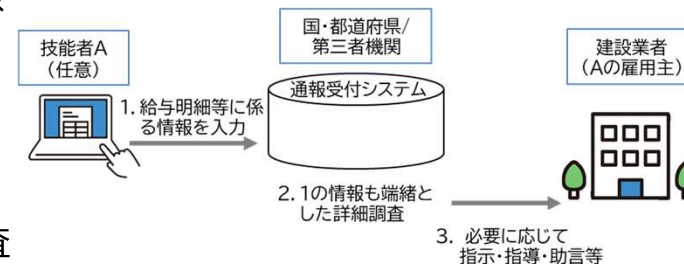 技能者A
（任意）
国・都道府県/
第三者機関
建設業者
（Aの雇用主）
通報受付システム
1. 給与明細等に係
る情報を入力
2. 1の情報も端緒と
した詳細調査
3. 必要に応じて
指示・指導・助言等
査